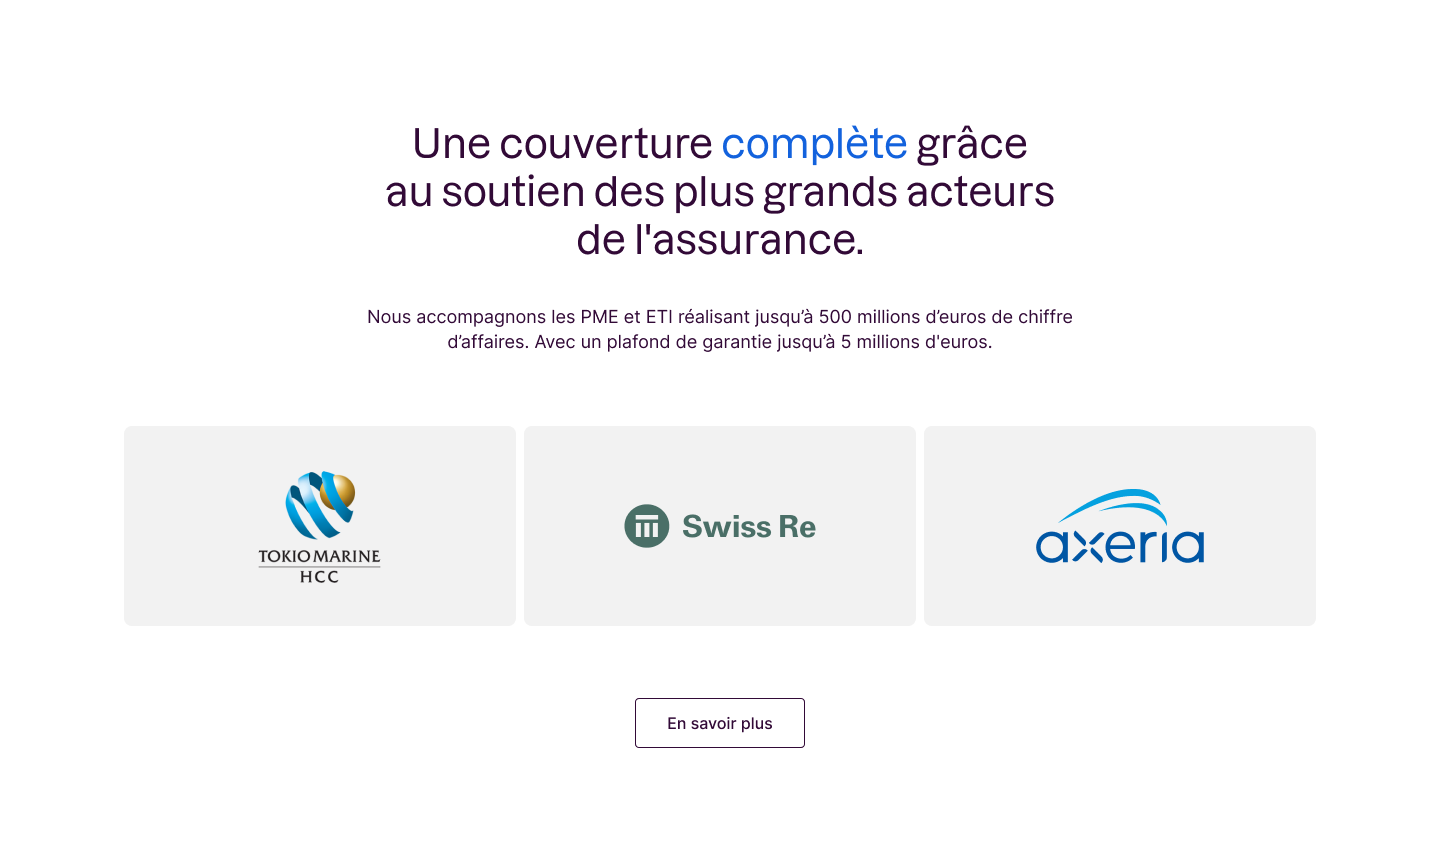 Une couverture complète grâce
au soutien des plus grands acteurs
de l'assurance.
Nous accompagnons les PME et ETI réalisant jusqu’à 500 millions d’euros de chiffre
d’affaires. Avec un plafond de garantie jusqu’à 5 millions d'euros.
TOKIO MARINE
HCC
Swiss Re
axeria
En savoir plus